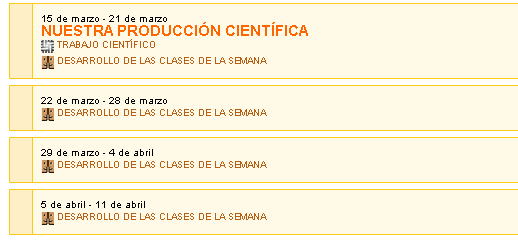 15 de marzo - 21 de marzo
NUESTRA PRODUCCIÓN CIENTÍFICA
TRABAJO CIENTÍFICO
DESARROLLO DE LAS CLASES DE LA SEMANA
22 de marzo - 28 de marzo
DESARROLLO DE LAS CLASES DE LA SEMANA
29 de marzo - 4 de abril
DESARROLLO DE LAS CLASES DE LA SEMANA
5 de abril - 11 de abril
DESARROLLO DE LAS CLASES DE LA SEMANA